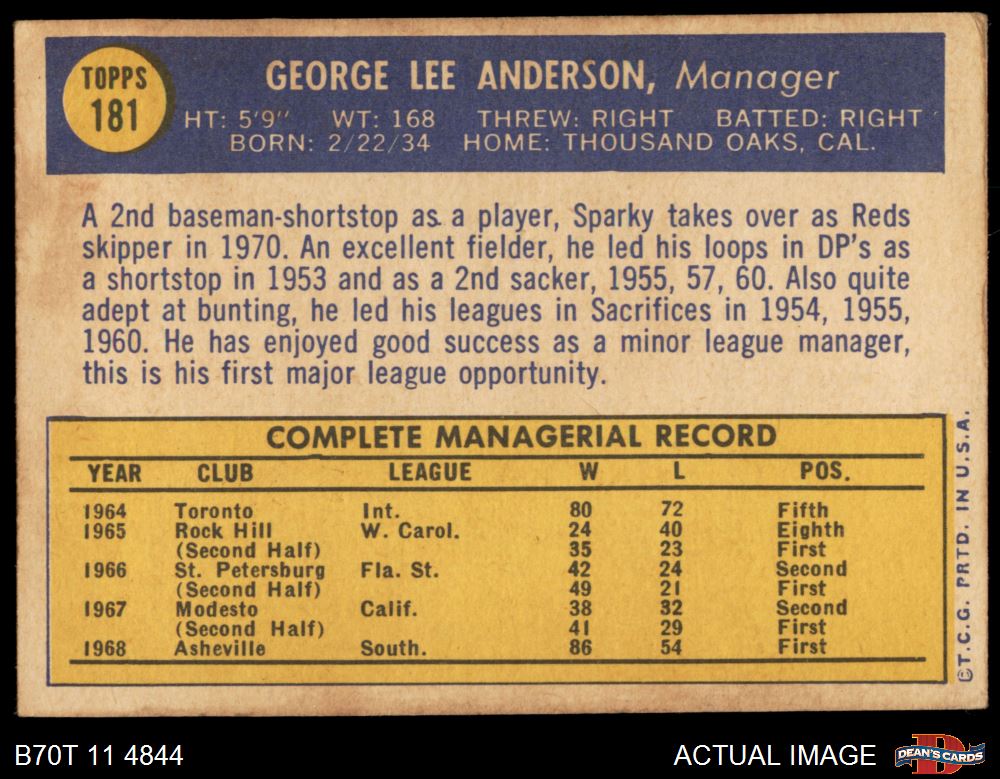 TOPPS
181
GEORGE LEE ANDERSON, Manager
HT: 5'9" WT: 168 THREW: RIGHT BATTED: RIGHT
BORN: 2/22/34 HOME: THOUSAND OAKS, CAL.
A 2nd baseman-shortstop as a player, Sparky takes over as Reds
skipper in 1970. An excellent fielder, he led his loops in DP's as
a shortstop in 1953 and as a 2nd sacker, 1955, 57, 60. Also quite
adept at bunting, he led his leagues in Sacrifices in 1954, 1955,
1960. He has enjoyed good success as a minor league manager,
this is his first major league opportunity.
COMPLETE MANAGERIAL RECORD
YEAR CLUB LEAGUE W L POS.
1964 Toronto Int. 80 72 Fifth
1965 Rock Hill W. Carol. 24 40 Eighth
(Second Half) 35 23 First
1966 St. Petersburg Fla. St. 42 24 Second
(Second Half) 49 21 First
1967 Modesto Calif. 38 32 Second
(Second Half) 41 29 First
1968 Asheville South. 86 54 First
©T.C.G. PRTD. IN U.S.A.
B70T 11 4844
ACTUAL IMAGE
DEAN'S CARDS